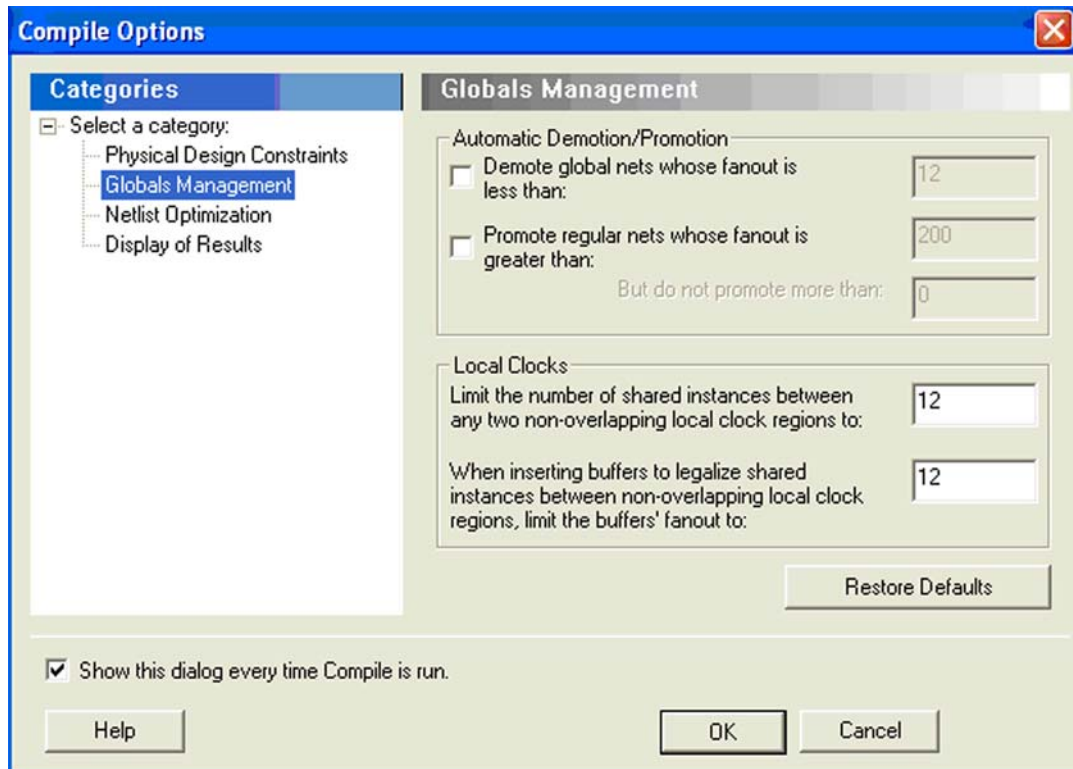 Compile Options
Categories
Select a category:
Physical Design Constraints
Globals Management
Netlist Optimization
Display of Results
Globals Management
Automatic Demotion/Promotion
Demote global nets whose fanout is
less than:
12
Promote regular nets whose fanout is
greater than:
200
But do not promote more than:
0
Local Clocks
Limit the number of shared instances between
any two non-overlapping local clock regions to:
12
When inserting buffers to legalize shared
instances between non-overlapping local clock
regions, limit the buffers' fanout to:
12
Restore Defaults
Show this dialog every time Compile is run.
Help
OK
Cancel